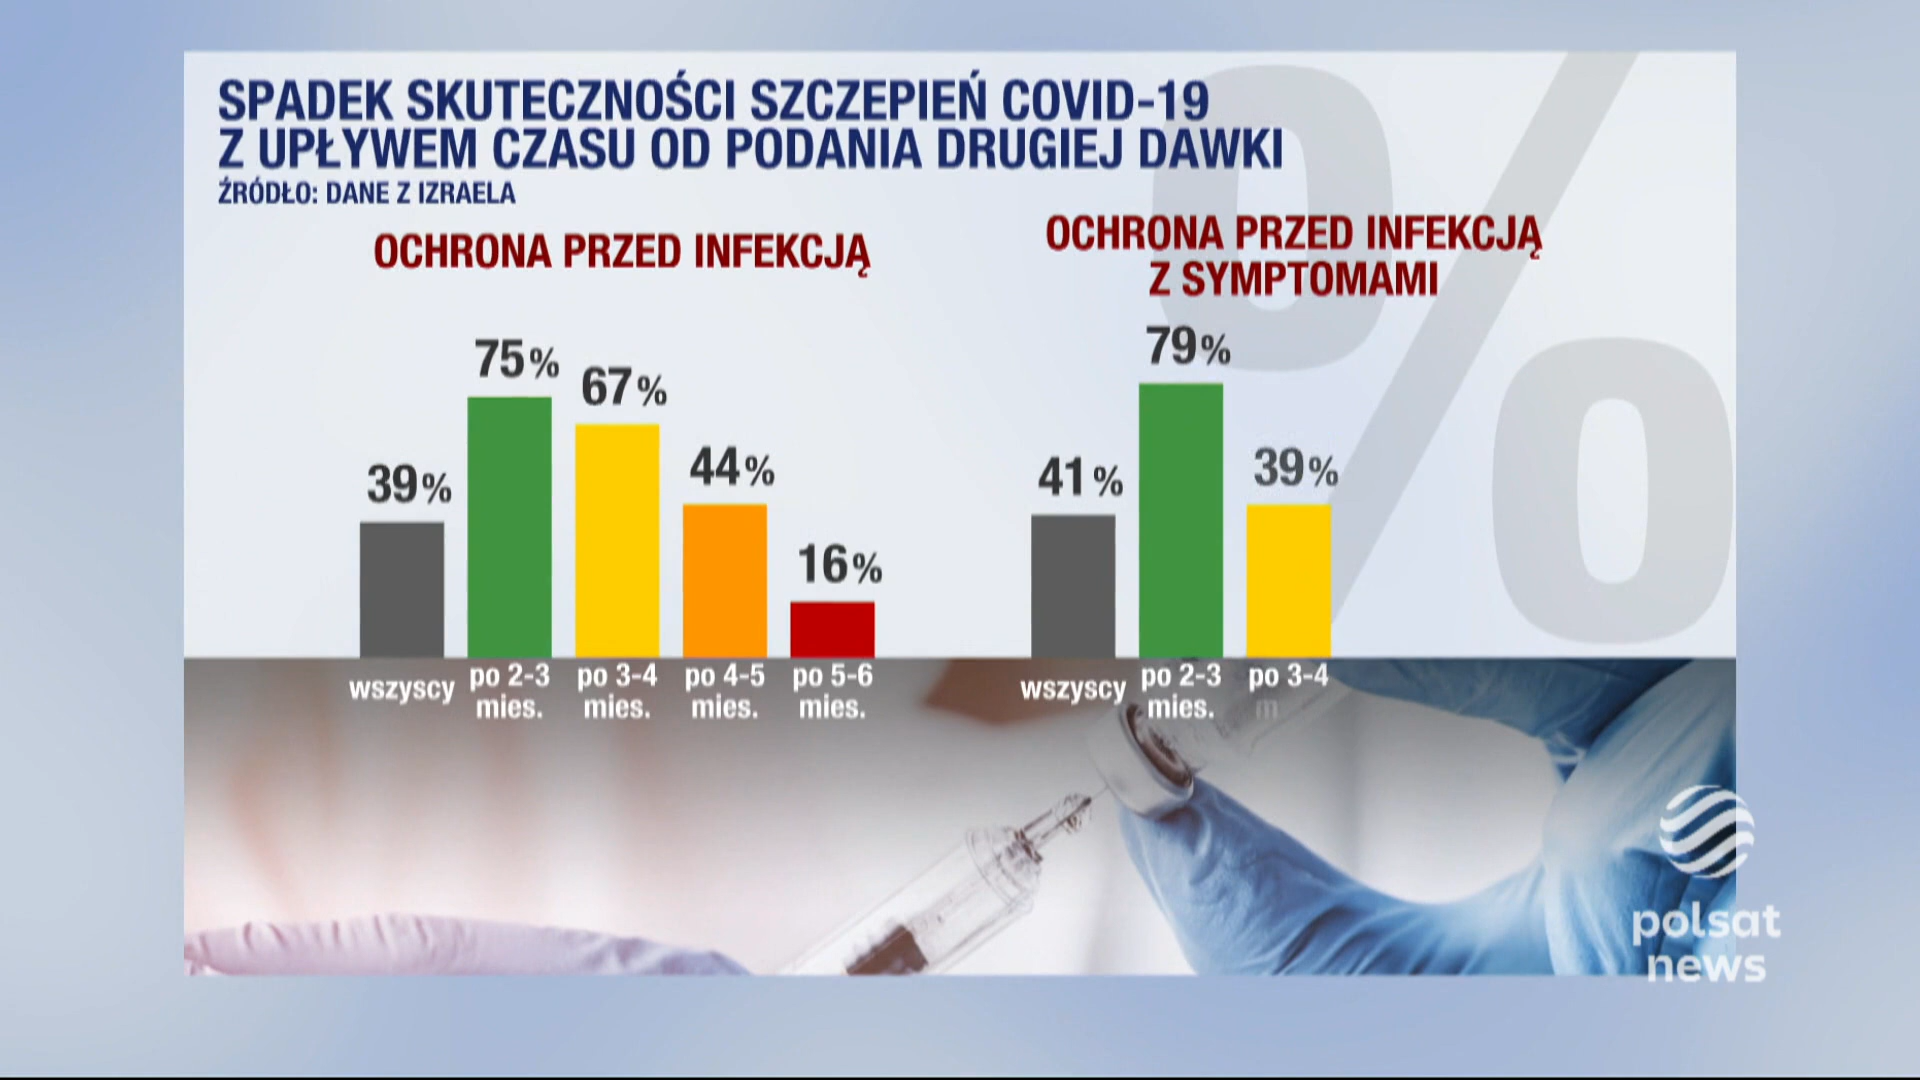 SPADEK SKUTECZNOŚCI SZCZEPIEŃ COVID-19
Z UPŁYWEM CZASU OD PODANIA DRUGIEJ DAWKI
ŹRÓDŁO: DANE Z IZRAELA
OCHRONA PRZED INFEKCJĄ
39%
75%
67%
44%
16%
wszyscy
po 2-3
mies.
po 3-4
mies.
po 4-5
mies.
po 5-6
mies.
OCHRONA PRZED INFEKCJĄ
Z SYMPTOMAMI
41%
79%
39%
wszyscy
po 2-3
mies.
po 3-4
m
%
polsat
news